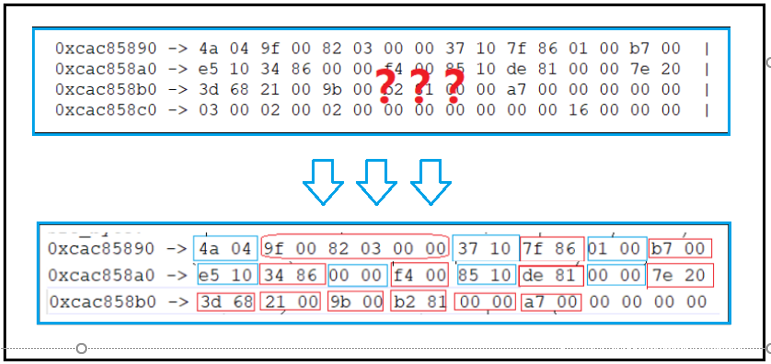 0xcac85890 -> 4a 04 9f 00 82 03 00 00 37 10 7f 86 01 00 b7 00 |
0xcac858a0 -> e5 10 34 86 00 00 f4 00 85 10 de 81 00 00 7e 20 |
0xcac858b0 -> 3d 68 21 00 9b 00 b2 81 00 00 a7 00 00 00 00 00 |
0xcac858c0 -> 03 00 02 00 02 00 00 00 00 00 00 00 16 00 00 00 |
? ? ?
0xcac85890 -> 4a 04 9f 00 82 03 00 00 37 10 7f 86 01 00 b7 00
0xcac858a0 -> e5 10 34 86 00 00 f4 00 85 10 de 81 00 00 7e 20
0xcac858b0 -> 3d 68 21 00 9b 00 b2 81 00 00 a7 00 00 00 00 00